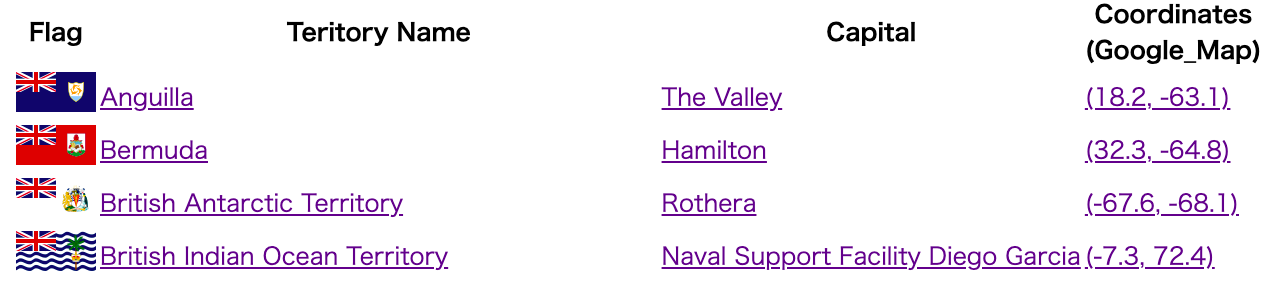 Flag Teritory Name Capital Coordinates (Google_Map)
Anguilla The Valley (18.2, -63.1)
Bermuda Hamilton (32.3, -64.8)
British Antarctic Territory Rothera (-67.6, -68.1)
British Indian Ocean Territory Naval Support Facility Diego Garcia (-7.3, 72.4)